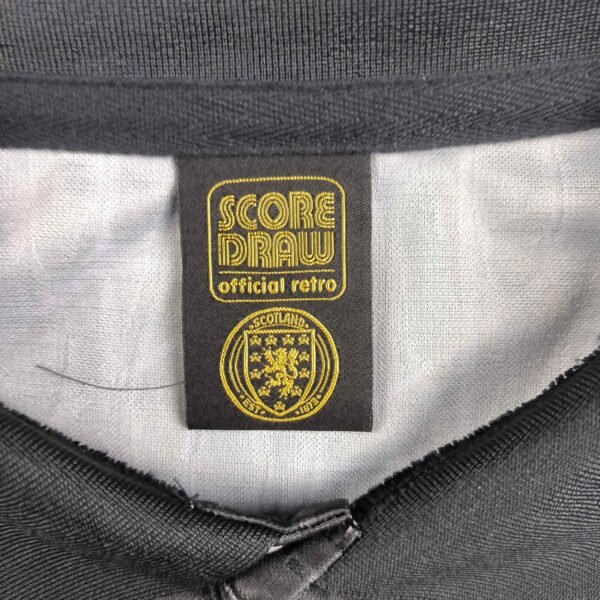 SCORE
DRAW
official retro
SCOTLAND
EST 1873